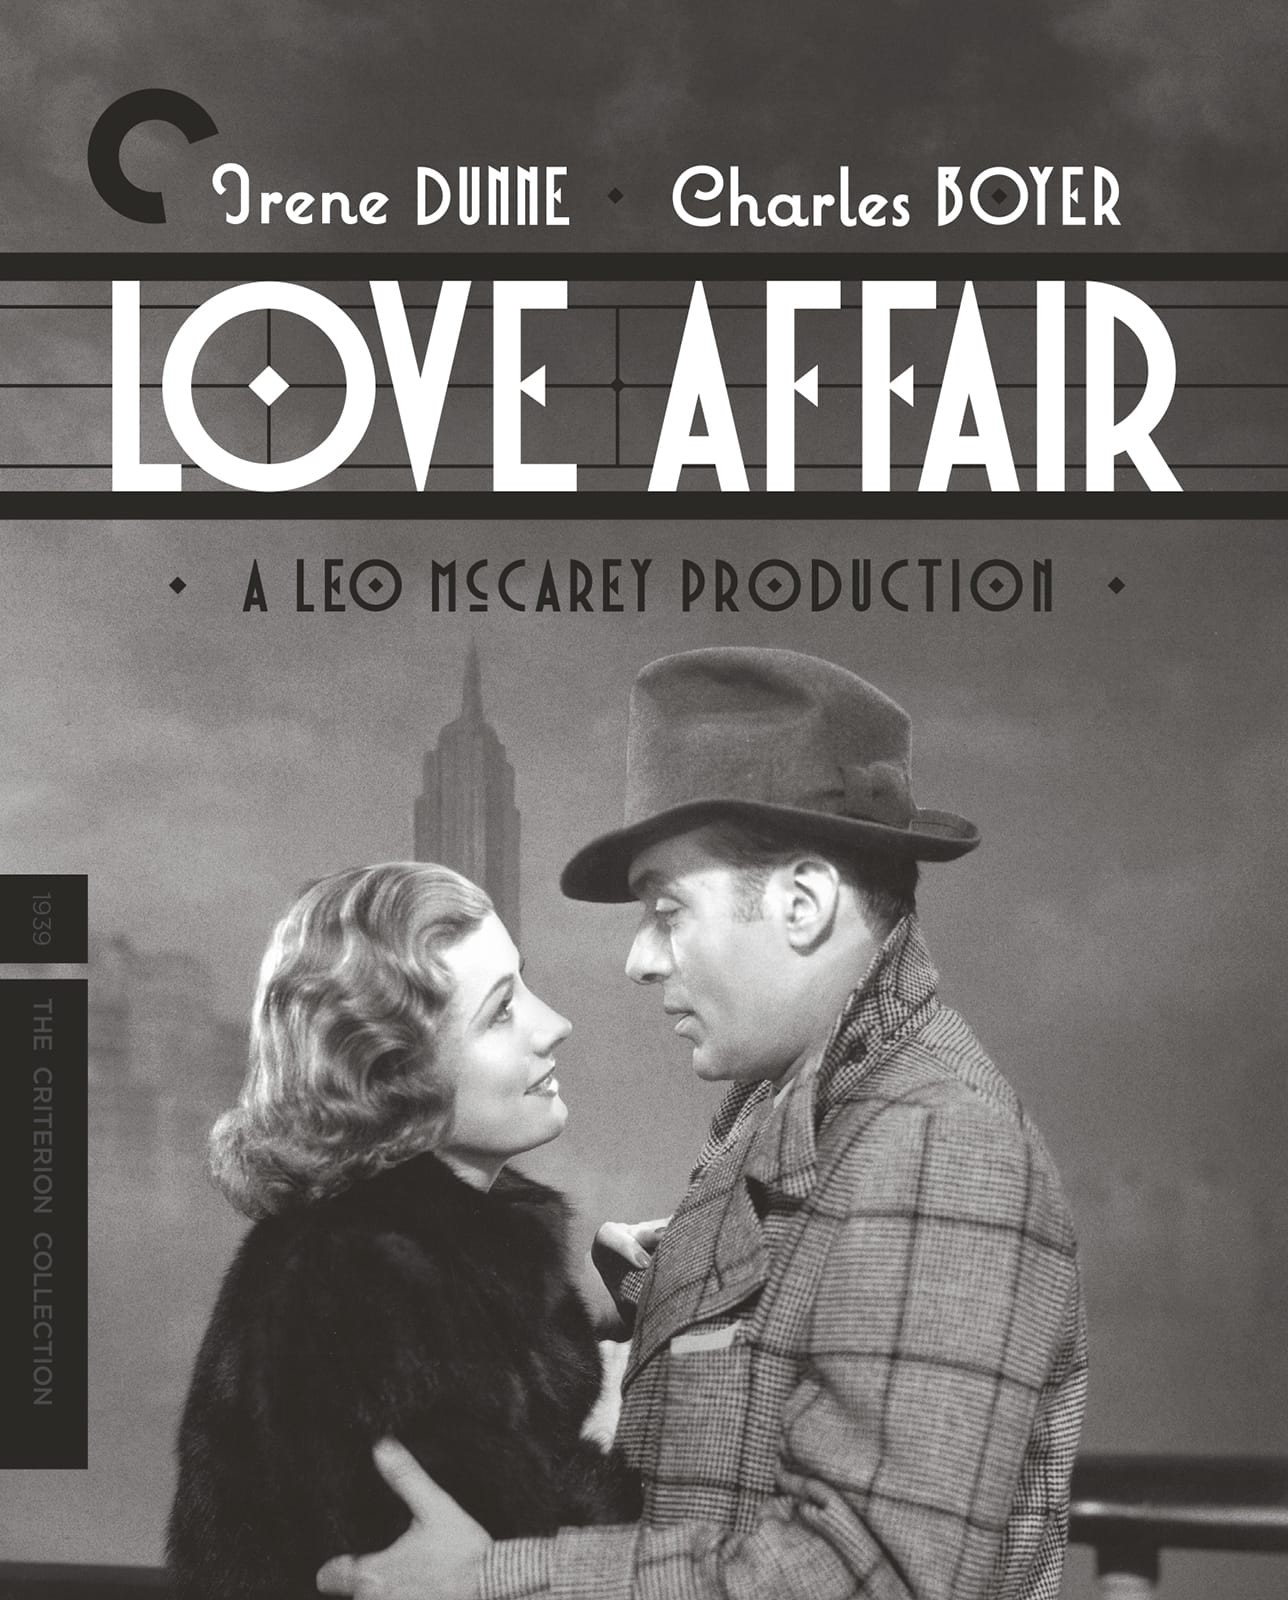 Irene DUNNE • Charles BOYER
LOVE AFFAIR
• A LEO McCAREY PRODUCTION •
1939
THE CRITERION COLLECTION